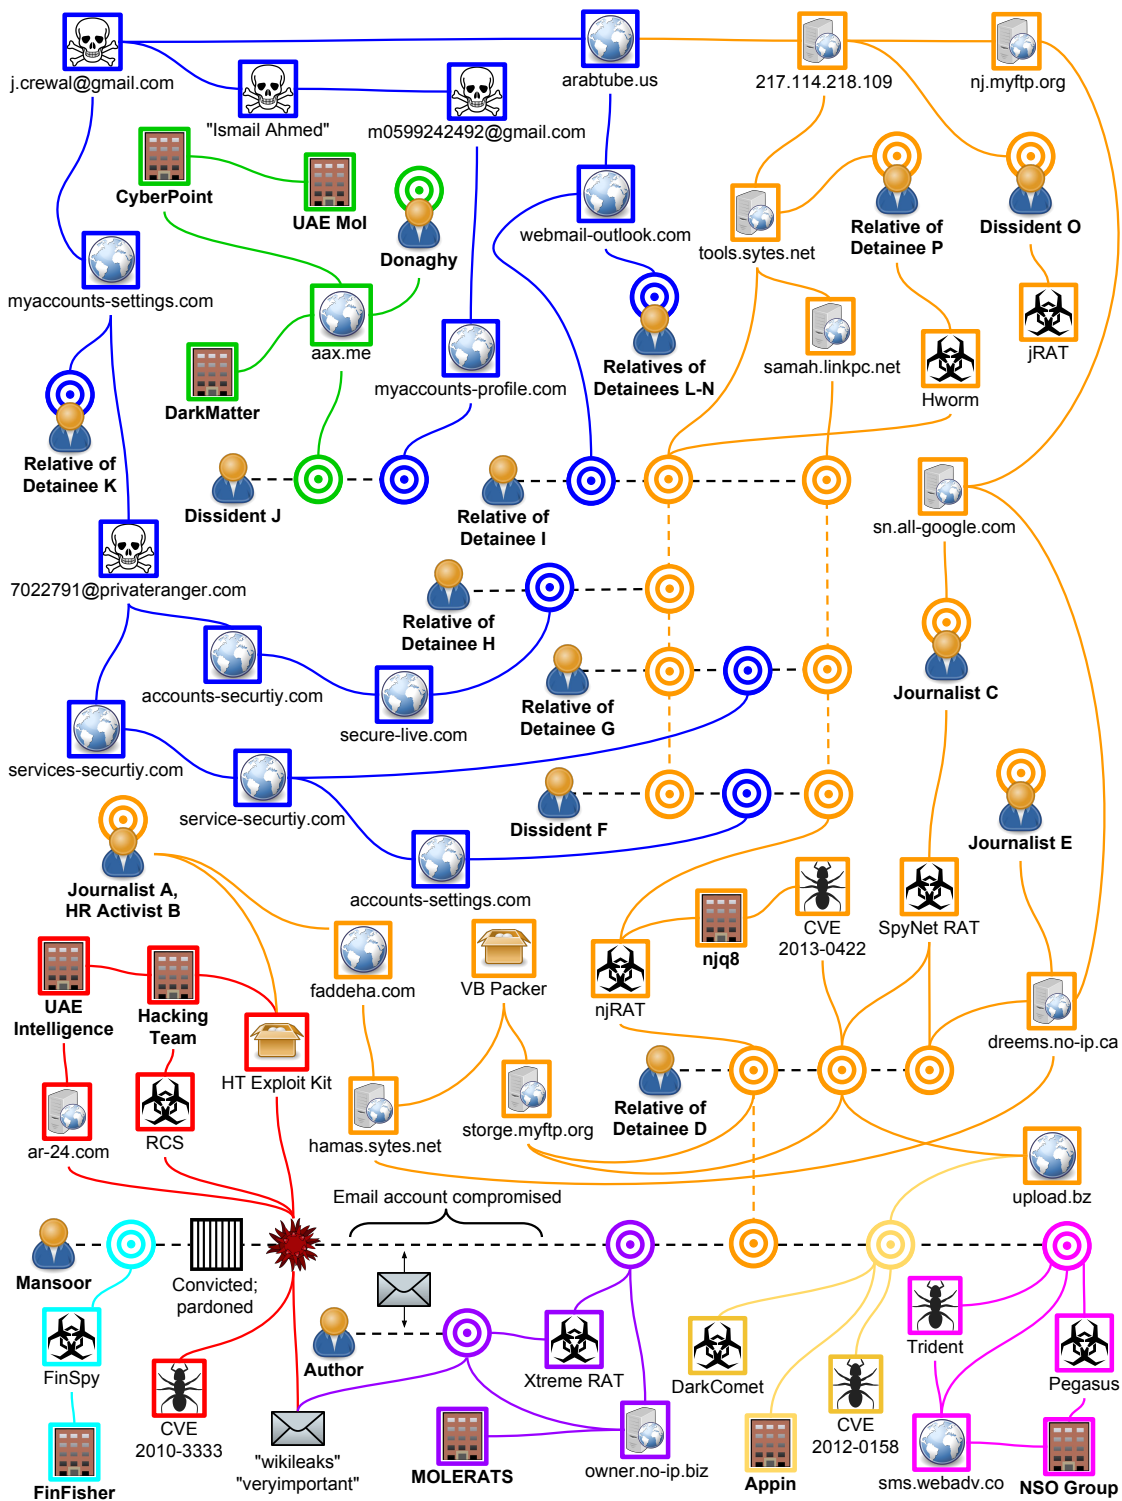 j.crewal@gmail.com
"Ismail Ahmed"
m0599242492@gmail.com
arabtube.us
217.114.218.109
nj.myftp.org
CyberPoint
UAE MoI
Donaghy
webmail-outlook.com
tools.sytes.net
Relative of
Detainee P
Dissident O
myaccounts-settings.com
aax.me
DarkMatter
myaccounts-profile.com
Relatives of
Detainees L-N
samah.linkpc.net
Hworm
jRAT
Relative of
Detainee K
Dissident J
Relative of
Detainee I
sn.all-google.com
7022791@privateranger.com
Relative of
Detainee H
accounts-securtiy.com
secure-live.com
Relative of
Detainee G
Journalist C
services-securtiy.com
service-securtiy.com
Dissident F
Journalist E
Journalist A,
HR Activist B
accounts-settings.com
faddeha.com
VB Packer
njRAT
njq8
CVE
2013-0422
SpyNet RAT
UAE
Intelligence
Hacking
Team
HT Exploit Kit
dreems.no-ip.ca
ar-24.com
RCS
hamas.sytes.net
storge.myftp.org
Relative of
Detainee D
upload.bz
Email account compromised
Mansoor
Convicted;
pardoned
FinSpy
Author
Xtreme RAT
DarkComet
Trident
Pegasus
CVE
2010-3333
"wikileaks"
"veryimportant"
MOLERATS
owner.no-ip.biz
Appin
CVE
2012-0158
sms.webadv.co
NSO Group
FinFisher